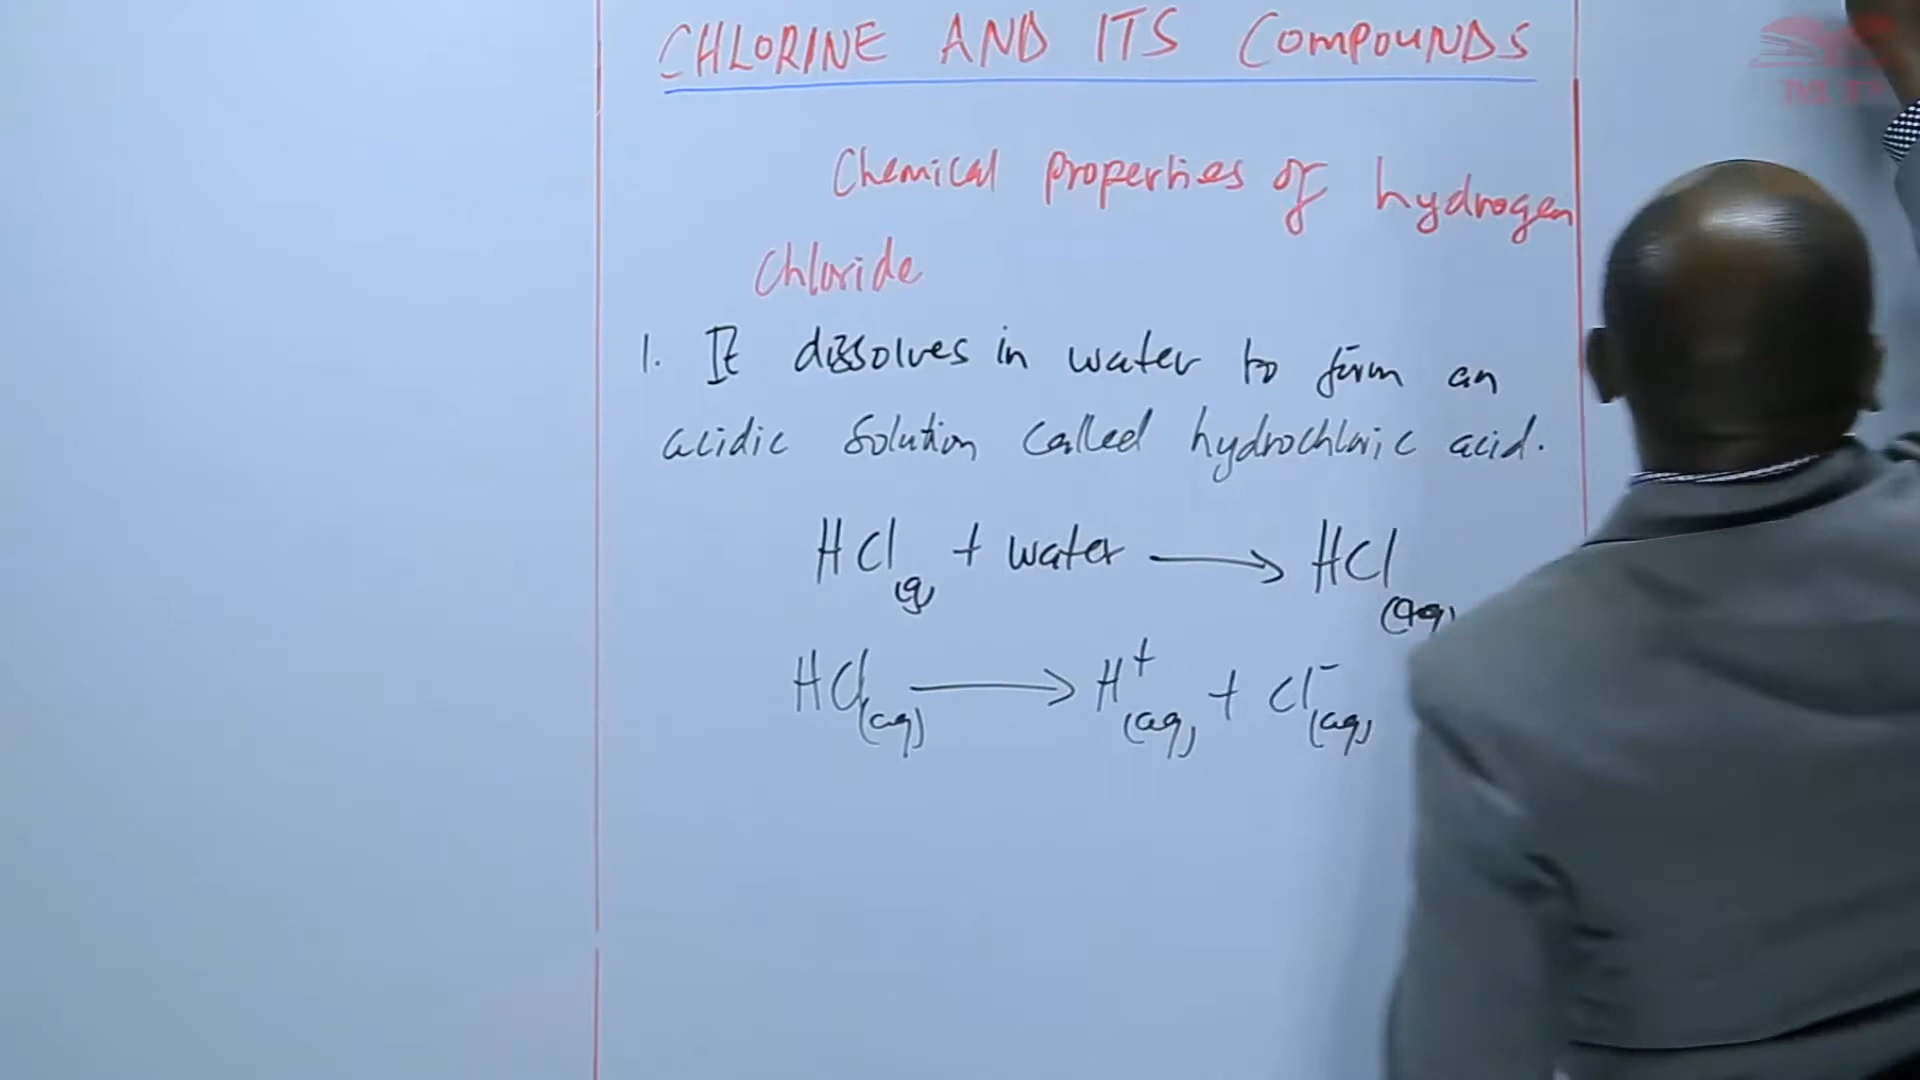 CHLORINE AND ITS COMPOUNDS
Chemical properties of hydrogen
Chloride
1. It dissolves in water to form an
acidic solution called hydrochloric acid.
HCl(g) + water → HCl(aq)
HCl(aq) → H⁺(aq) + Cl⁻(aq)